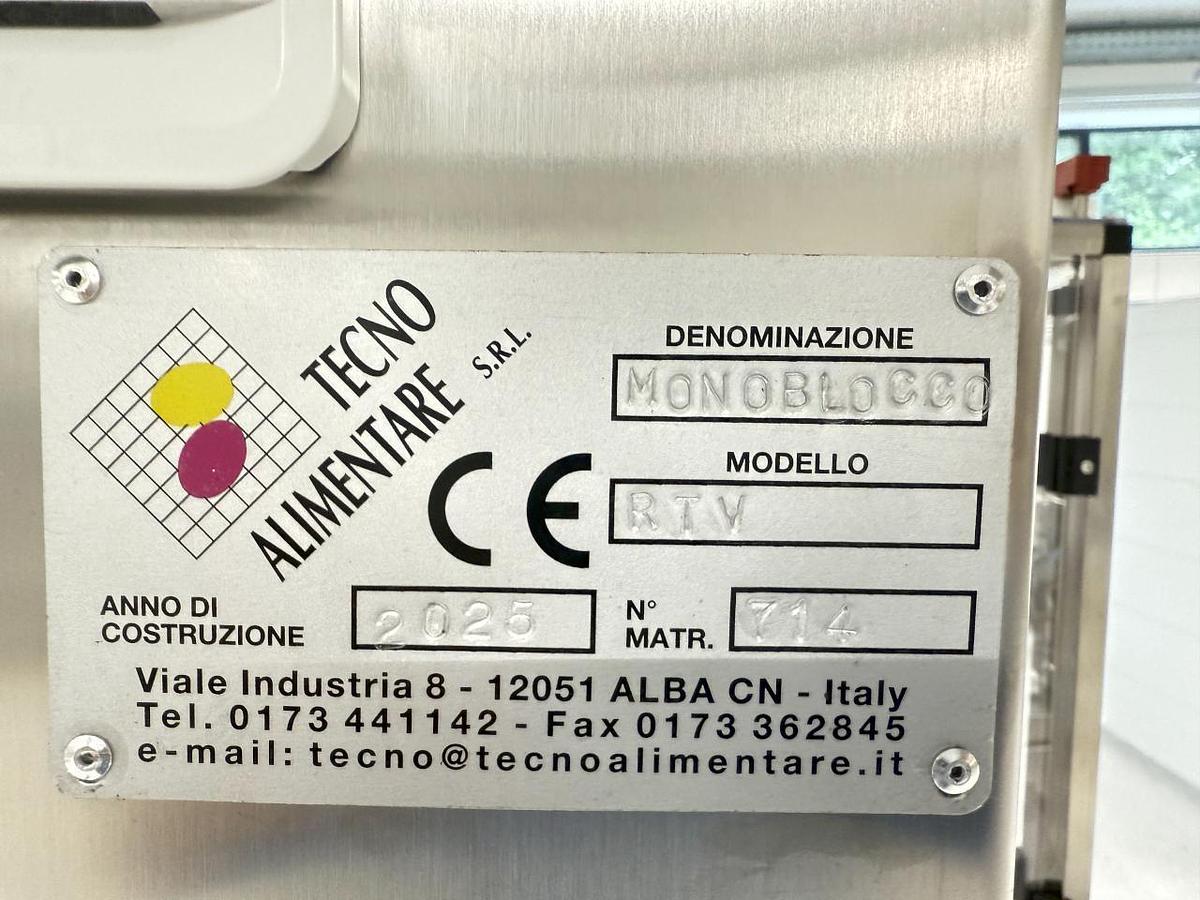 TECNO
ALIMENTARE S.R.L.
CE
DENOMINAZIONE
MONOBLOCCO
MODELLO
RTV
ANNO DI
COSTRUZIONE
2025
N°
MATR.
714
Viale Industria 8 - 12051 ALBA CN - Italy
Tel. 0173 441142 - Fax 0173 362845
e-mail: tecno@tecnoalimentare.it